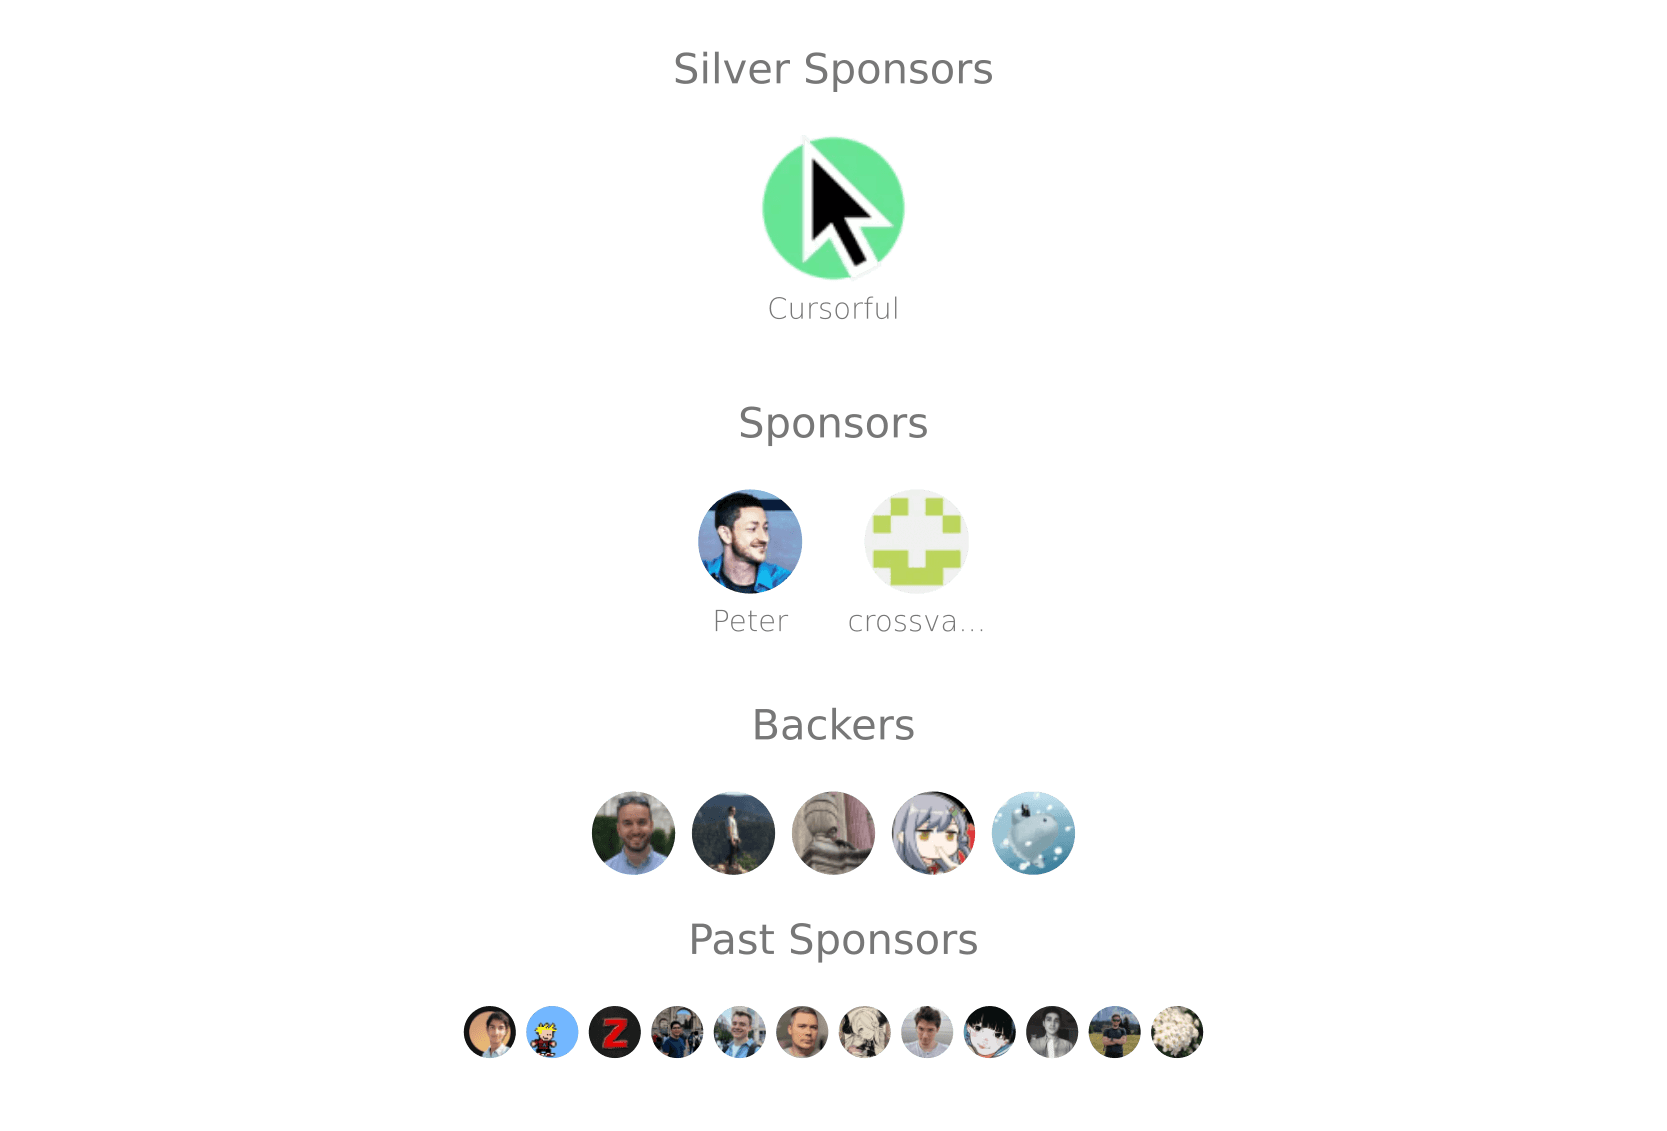 Silver Sponsors
Cursorful
Sponsors
Peter
crossva...
Backers
Past Sponsors
Z